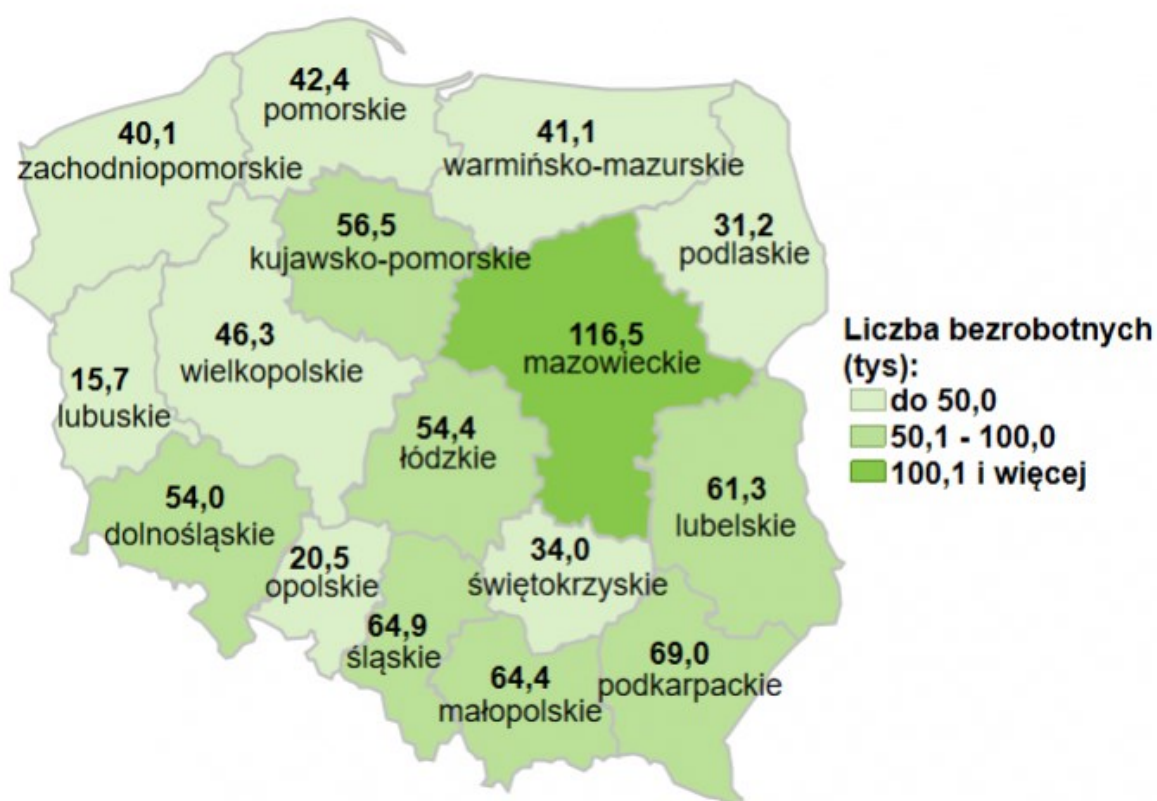 42,4
pomorskie
40,1
zachodniopomorskie
41,1
warmińsko-mazurskie
31,2
podlaskie
56,5
kujawsko-pomorskie
46,3
wielkopolskie
116,5
mazowieckie
15,7
lubuskie
54,4
łódzkie
54,0
dolnośląskie
61,3
lubelskie
20,5
opolskie
34,0
świętokrzyskie
64,9
śląskie
64,4
małopolskie
69,0
podkarpackie
Liczba bezrobotnych
(tys):
do 50,0
50,1 - 100,0
100,1 i więcej